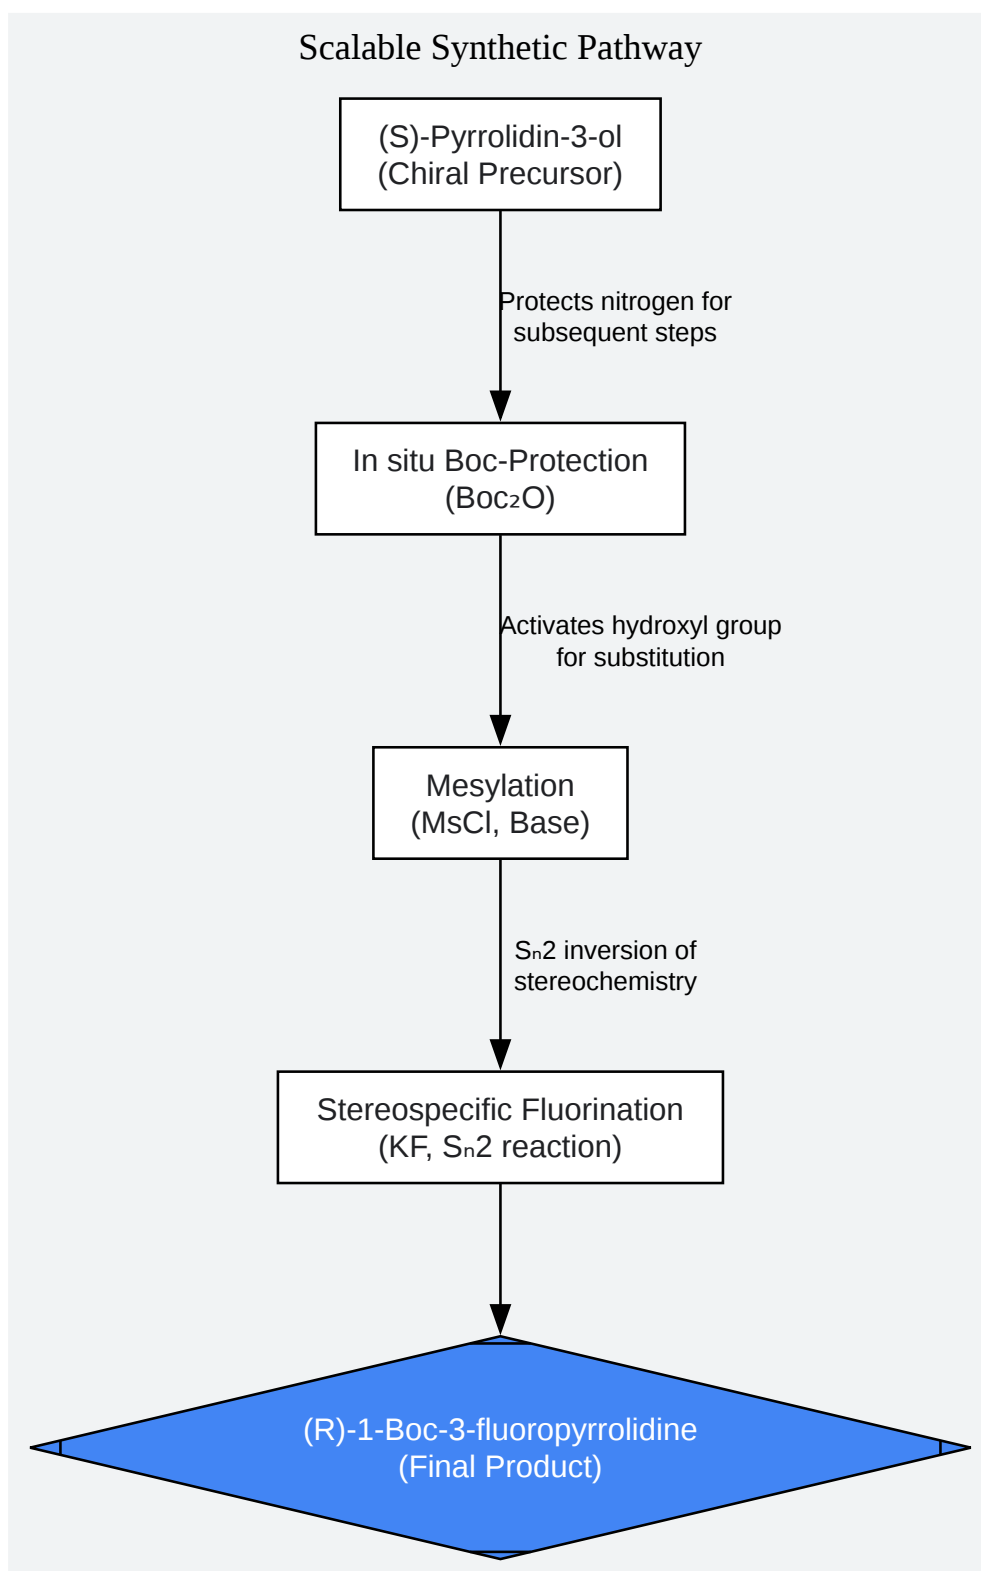 Scalable Synthetic Pathway
(S)-Pyrrolidin-3-ol
(Chiral Precursor)
Protects nitrogen for
subsequent steps
In situ Boc-Protection
(Boc₂O)
Activates hydroxyl group
for substitution
Mesylation
(MsCl, Base)
Sₙ2 inversion of
stereochemistry
Stereospecific Fluorination
(KF, Sₙ2 reaction)
(R)-1-Boc-3-fluoropyrrolidine
(Final Product)